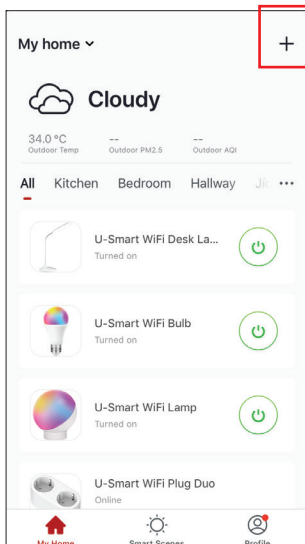 My home
Cloudy
34.0 °C -- --
Outdoor Temp Outdoor PM2.5 Outdoor AQI
All Kitchen Bedroom Hallway
U-Smart WiFi Desk La...
Turned on
U-Smart WiFi Bulb
Turned on
U-Smart WiFi Lamp
Turned on
U-Smart WiFi Plug Duo
Online
My Home Smart Scenes Profile